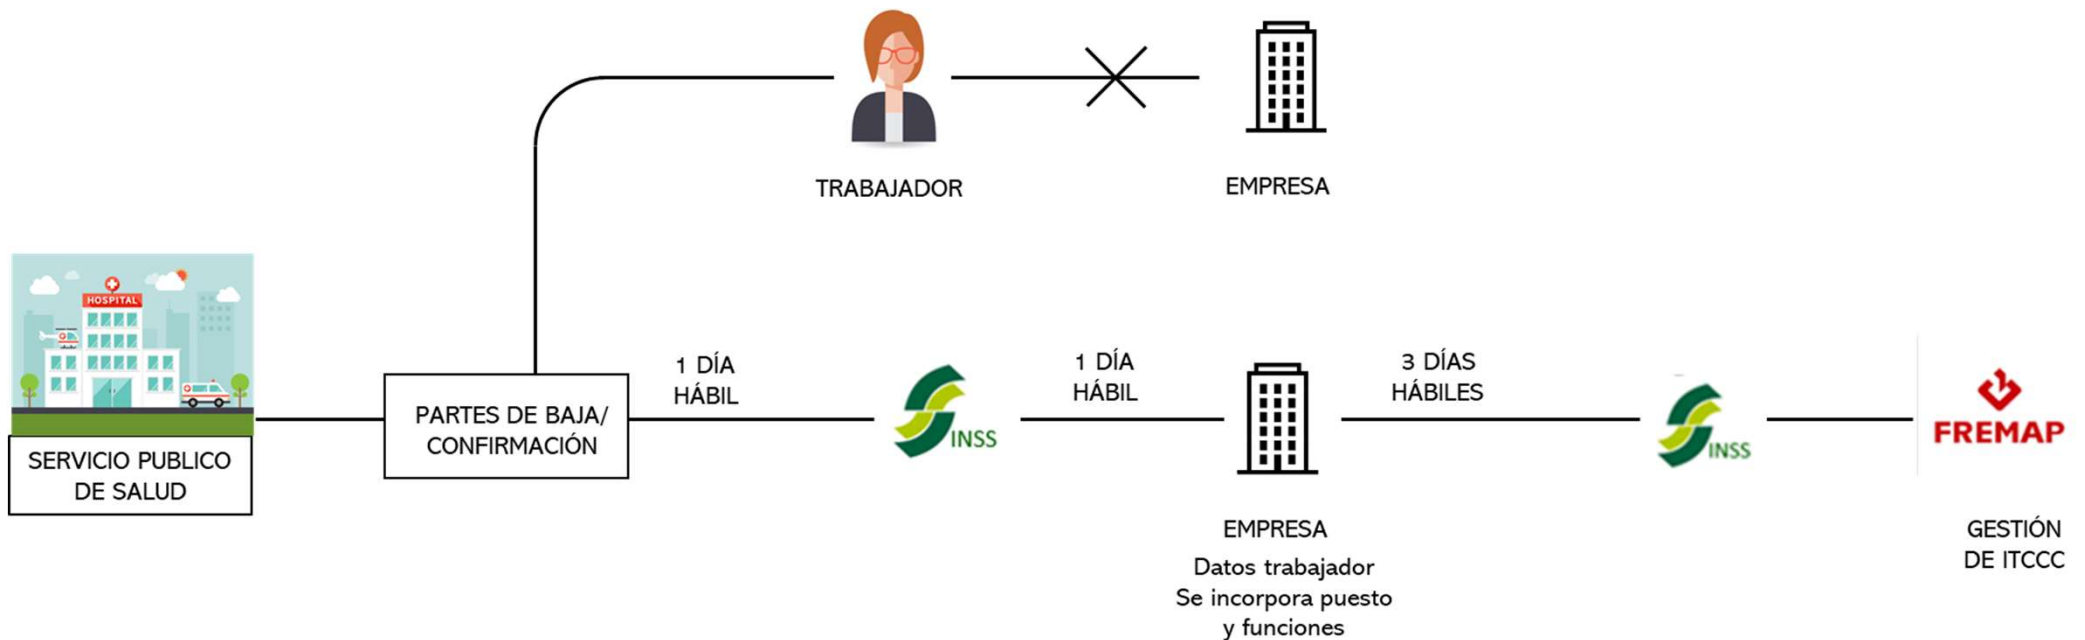 TRABAJADOR
EMPRESA
HOSPITAL
SERVICIO PUBLICO
DE SALUD
PARTES DE BAJA/
CONFIRMACIÓN
1 DÍA
HÁBIL
INSS
1 DÍA
HÁBIL
EMPRESA
Datos trabajador
Se incorpora puesto
y funciones
3 DÍAS
HÁBILES
INSS
FREMAP
GESTIÓN
DE ITCCC